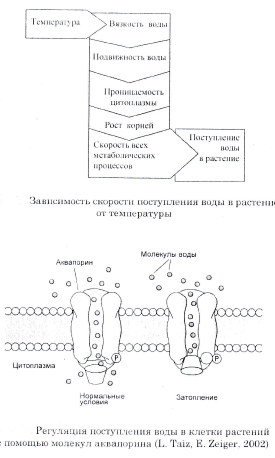 Температура
Вязкость воды
Подвижность воды
Проницаемость
цитоплазмы
Рост корней
Скорость всех
метаболических
процессов
Поступление
воды
в растение
Зависимость скорости поступления воды в растение
от температуры
Молекулы воды
Аквапорин
P
P
Цитоплазма
Нормальные
условия
Затопление
Регуляция поступления воды в клетки растений
с помощью молекул аквапорина (L. Taiz, E. Zeiger, 2002)